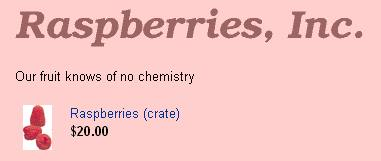 Raspberries, Inc.
Our fruit knows of no chemistry
Raspberries (crate)
$20.00